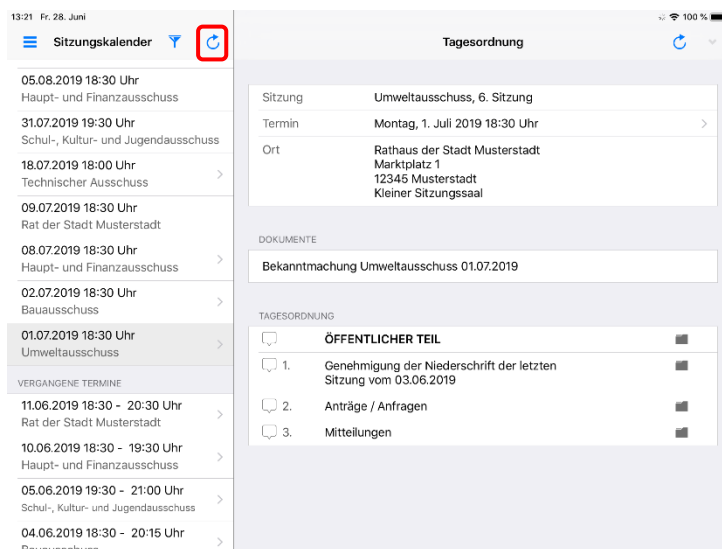 13:21 Fr. 28. Juni
100 %
Sitzungskalender
Tagesordnung
05.08.2019 18:30 Uhr
Haupt- und Finanzausschuss
31.07.2019 19:30 Uhr
Schul-, Kultur- und Jugendausschuss
18.07.2019 18:00 Uhr
Technischer Ausschuss
09.07.2019 18:30 Uhr
Rat der Stadt Musterstadt
08.07.2019 18:30 Uhr
Haupt- und Finanzausschuss
02.07.2019 18:30 Uhr
Bauausschuss
01.07.2019 18:30 Uhr
Umweltausschuss
VERGANGENE TERMINE
11.06.2019 18:30 - 20:30 Uhr
Rat der Stadt Musterstadt
10.06.2019 18:30 - 19:30 Uhr
Haupt- und Finanzausschuss
05.06.2019 19:30 - 21:00 Uhr
Schul-, Kultur- und Jugendausschuss
04.06.2019 18:30 - 20:15 Uhr
Bauausschuss
Sitzung Umweltausschuss, 6. Sitzung
Termin Montag, 1. Juli 2019 18:30 Uhr
Ort Rathaus der Stadt Musterstadt
Marktplatz 1
12345 Musterstadt
Kleiner Sitzungssaal
DOKUMENTE
Bekanntmachung Umweltausschuss 01.07.2019
TAGESORDNUNG
ÖFFENTLICHER TEIL
1. Genehmigung der Niederschrift der letzten
Sitzung vom 03.06.2019
2. Anträge / Anfragen
3. Mitteilungen